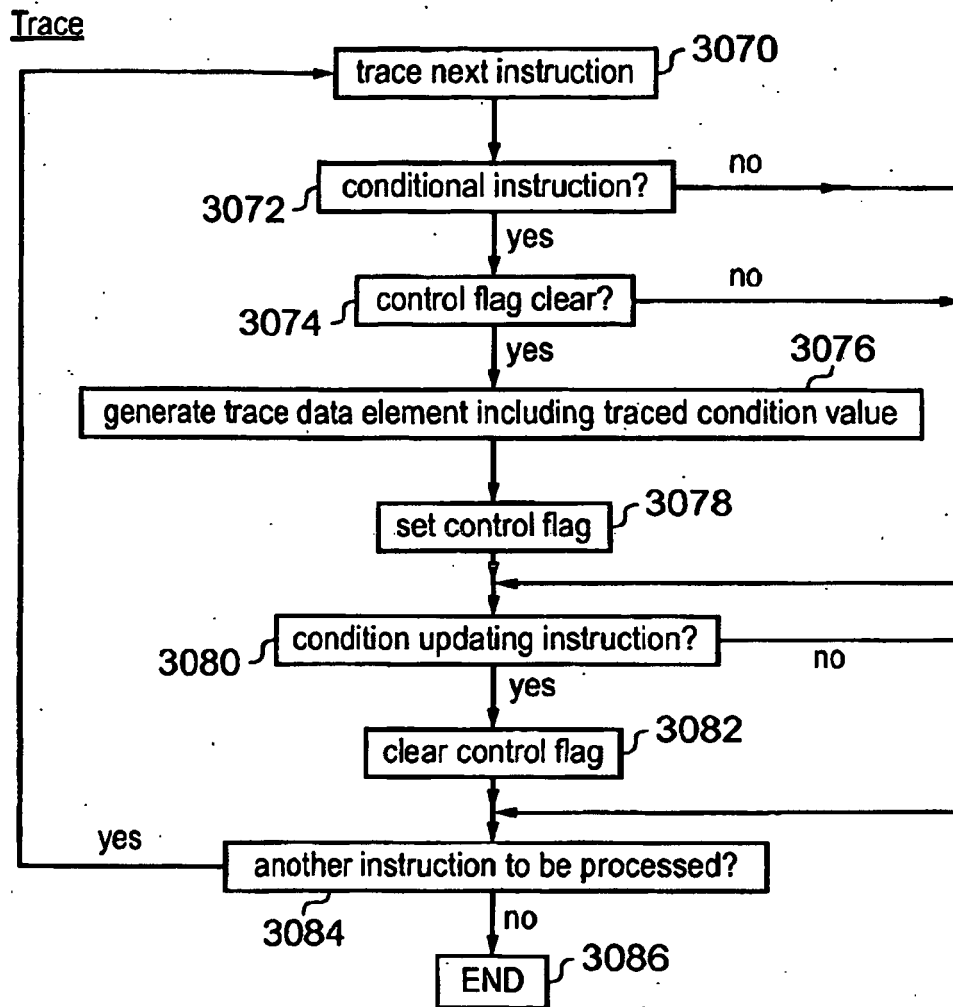 Trace
trace next instruction
3070
conditional instruction?
no
3072
yes
control flag clear?
no
3074
yes
3076
generate trace data element including traced condition value
set control flag
3078
condition updating instruction?
3080
no
yes
clear control flag
3082
yes
another instruction to be processed?
3084
no
END
3086